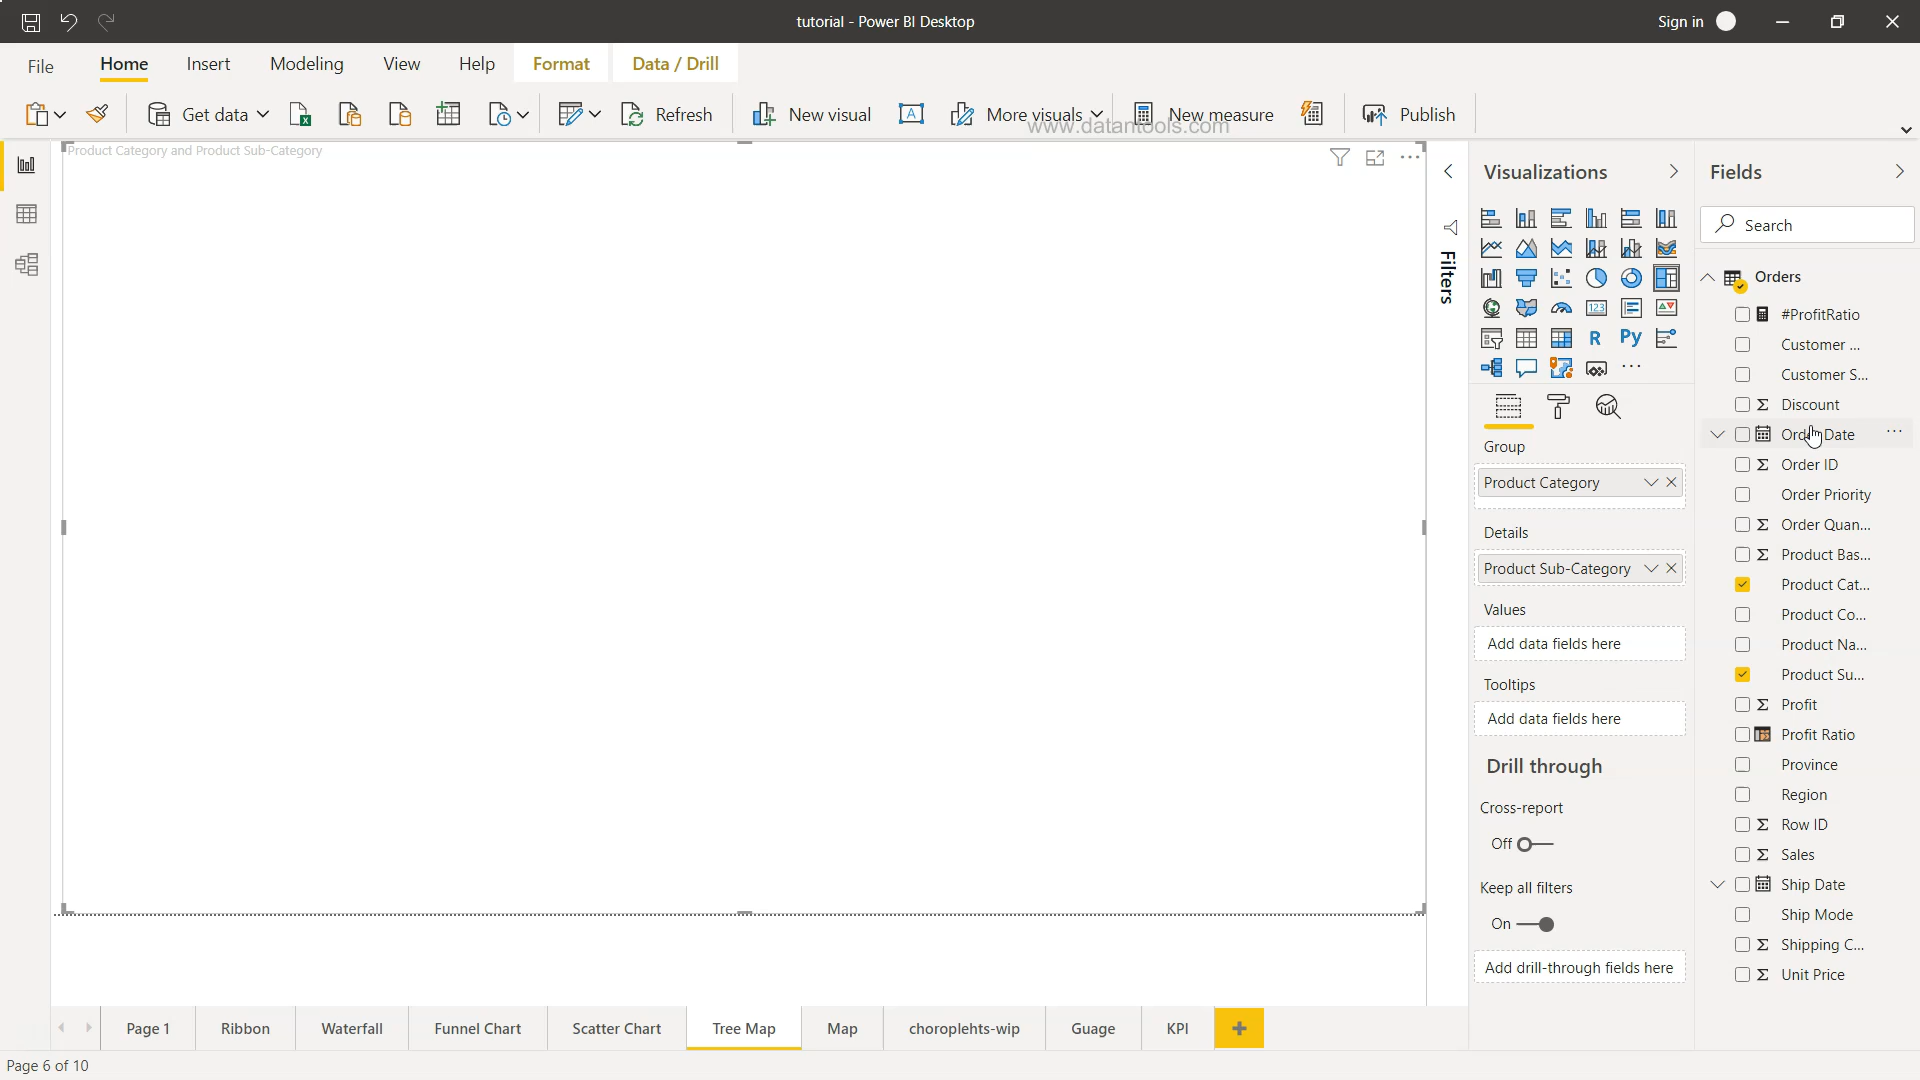 tutorial - Power BI Desktop
Sign in
File
Home
Insert
Modeling
View
Help
Format
Data / Drill
Get data
Refresh
New visual
More visuals
New measure
Publish
www.datantools.com
Product Category and Product Sub-Category
Filters
Visualizations
123
R
Py
Group
Product Category
Details
Product Sub-Category
Values
Add data fields here
Tooltips
Add data fields here
Drill through
Cross-report
Off
Keep all filters
On
Add drill-through fields here
Fields
Search
Orders
#ProfitRatio
Customer ...
Customer S...
Σ Discount
Order Date
Σ Order ID
Order Priority
Σ Order Quan...
Σ Product Bas...
Product Cat...
Product Co...
Product Na...
Product Su...
Σ Profit
Profit Ratio
Province
Region
Σ Row ID
Σ Sales
Ship Date
Ship Mode
Σ Shipping C...
Σ Unit Price
Page 1
Ribbon
Waterfall
Funnel Chart
Scatter Chart
Tree Map
Map
choroplehts-wip
Guage
KPI
Page 6 of 10